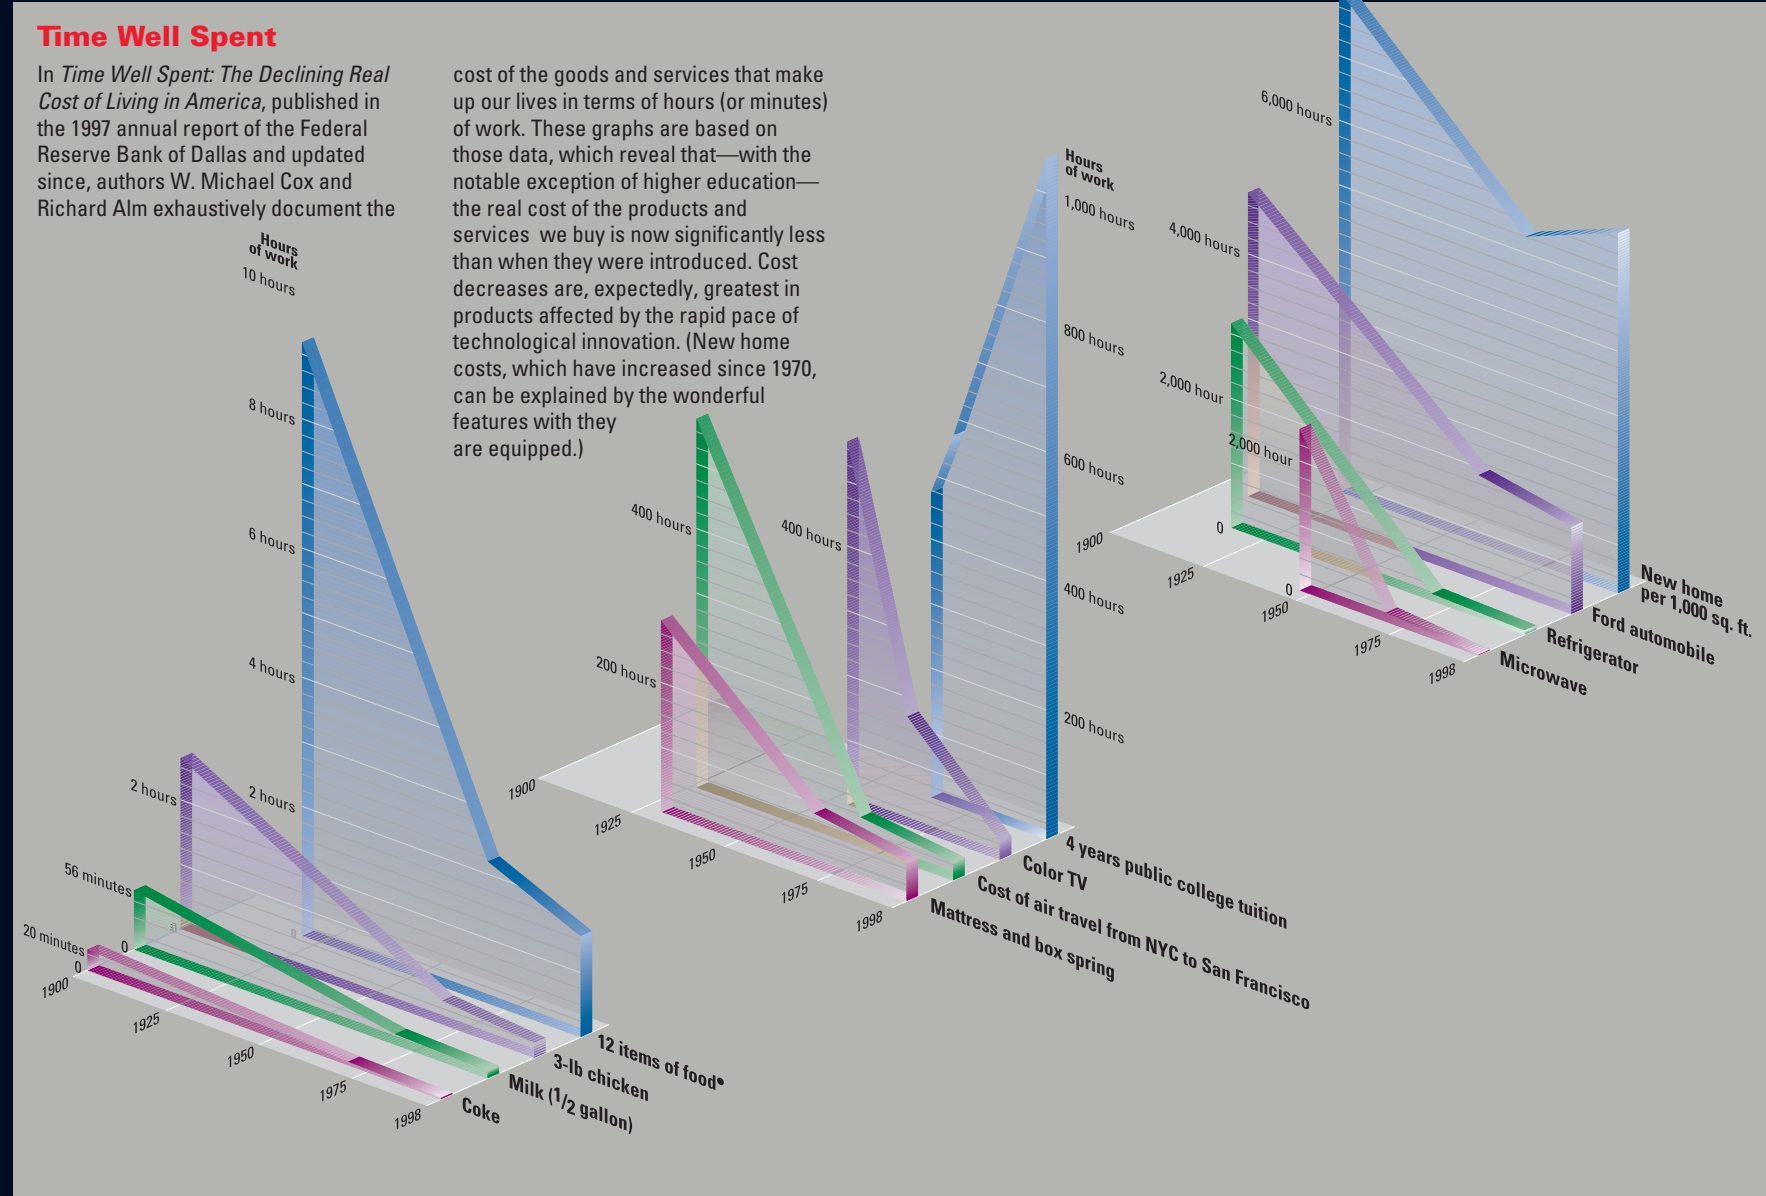 Time Well Spent
In Time Well Spent: The Declining Real
Cost of Living in America, published in
the 1997 annual report of the Federal
Reserve Bank of Dallas and updated
since, authors W. Michael Cox and
Richard Alm exhaustively document the
cost of the goods and services that make
up our lives in terms of hours (or minutes)
of work. These graphs are based on
those data, which reveal that—with the
notable exception of higher education—
the real cost of the products and
services we buy is now significantly less
than when they were introduced. Cost
decreases are, expectedly, greatest in
products affected by the rapid pace of
technological innovation. (New home
costs, which have increased since 1970,
can be explained by the wonderful
features with they
are equipped.)
Hours
of work
10 hours
8 hours
6 hours
4 hours
2 hours
0
2 hours
0
56 minutes
0
20 minutes
0
1900
1925
1950
1975
1998
12 items of food•
3-lb chicken
Milk (1/2 gallon)
Coke
400 hours
400 hours
200 hours
Hours
of work
1,000 hours
800 hours
600 hours
400 hours
200 hours
1900
1925
1950
1975
1998
4 years public college tuition
Color TV
Cost of air travel from NYC to San Francisco
Mattress and box spring
6,000 hours
4,000 hours
2,000 hour
2,000 hour
0
0
1900
1925
1950
1975
1998
New home
per 1,000 sq. ft.
Ford automobile
Refrigerator
Microwave